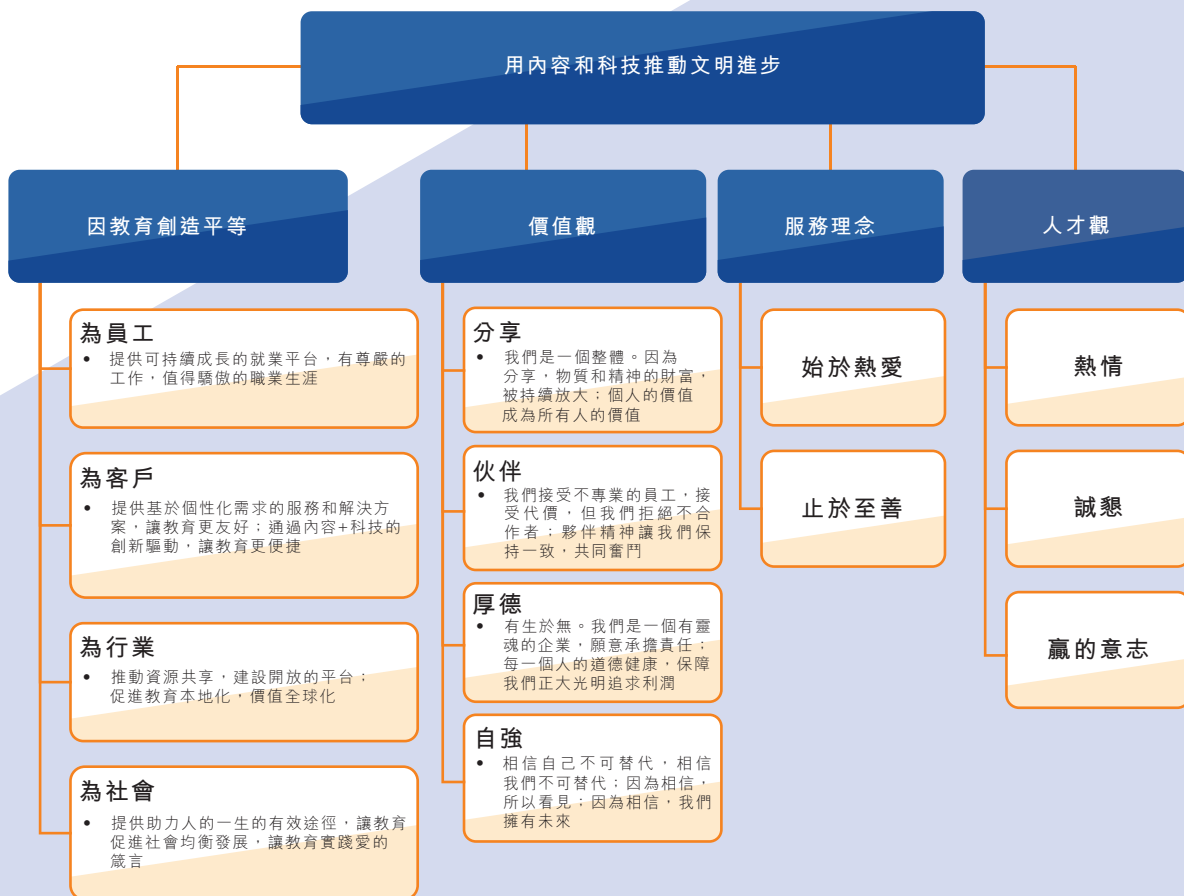 用內容和科技推動文明進步
因教育創造平等
價值觀
服務理念
人才觀
為員工
• 提供可持續成長的就業平台，有尊嚴的
工作，值得驕傲的職業生涯
為客戶
• 提供基於個性化需求的服務和解決方
案，讓教育更友好；通過內容+科技的
創新驅動，讓教育更便捷
為行業
• 推動資源共享，建設開放的平台；
促進教育本地化，價值全球化
為社會
• 提供助力人的一生的有效途徑，讓教育
促進社會均衡發展，讓教育實踐愛的
箴言
分享
• 我們是一個整體。因為
分享，物質和精神的財富，
被持續放大；個人的價值
成為所有人的價值
伙伴
• 我們接受不專業的員工，接
受代價，但我們拒絕不合
作者；夥伴精神讓我們保
持一致，共同奮鬥
厚德
• 有生於無。我們是一個有靈
魂的企業，願意承擔責任；
每一個人的道德健康，保障
我們正大光明追求利潤
自強
• 相信自己不可替代，相信
我們不可替代；因為相信，
所以看見；因為相信，我們
擁有未來
始於熱愛
止於至善
熱情
誠懇
贏的意志